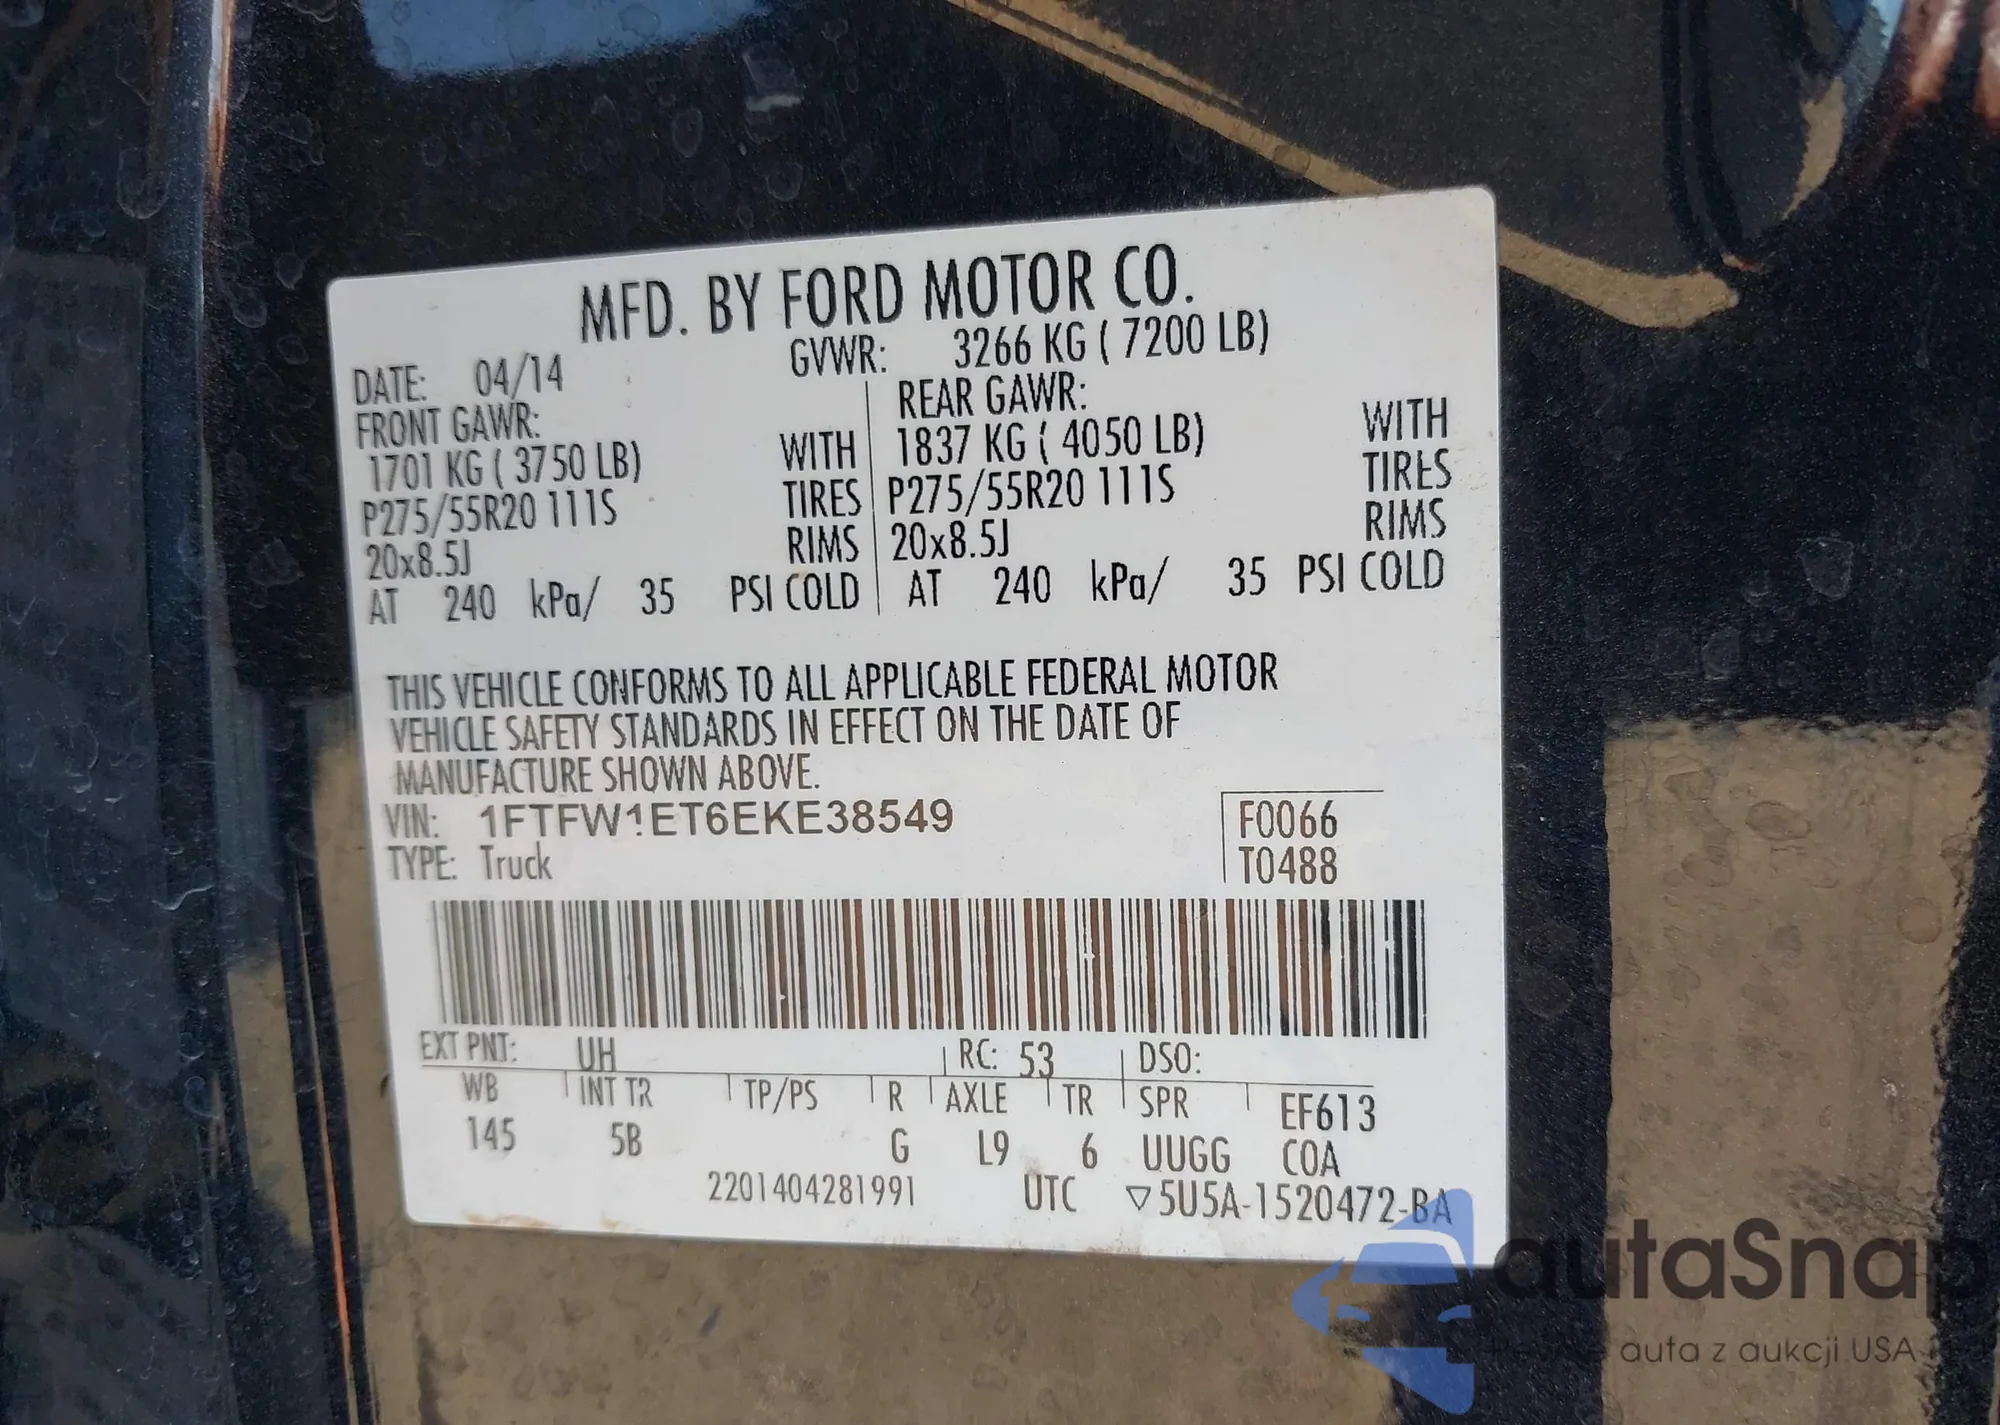 MFD. BY FORD MOTOR CO.
DATE: 04/14 GVWR: 3266 KG ( 7200 LB)
FRONT GAWR: REAR GAWR:
1701 KG ( 3750 LB) WITH 1837 KG ( 4050 LB) WITH
P275/55R20 111S TIRES P275/55R20 111S TIRES
20x8.5J RIMS 20x8.5J RIMS
AT 240 kPa/ 35 PSI COLD AT 240 kPa/ 35 PSI COLD
THIS VEHICLE CONFORMS TO ALL APPLICABLE FEDERAL MOTOR
VEHICLE SAFETY STANDARDS IN EFFECT ON THE DATE OF
MANUFACTURE SHOWN ABOVE.
VIN: 1FTFW1ET6EKE38549 F0066
TYPE: Truck T0488
EXT PNT: UH RC: 53 DSO:
WB INT TR TP/PS R AXLE TR SPR EF613
145 5B G L9 6 UUGG COA
2201404281991 UTC ▽5U5A-1520472-BA
autaSnap
auta z aukcji USA